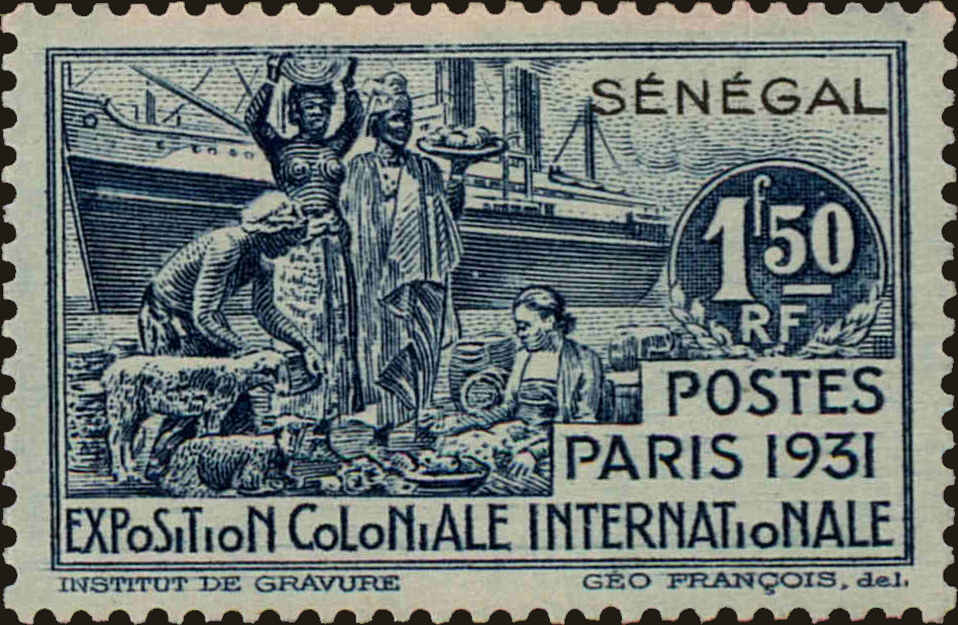 SÉNÉGAL
1f50
RF
POSTES
PARIS 1931
EXPOSITION COLONIALE INTERNATIONALE
INSTITUT DE GRAVURE GÉO FRANÇOIS, del.